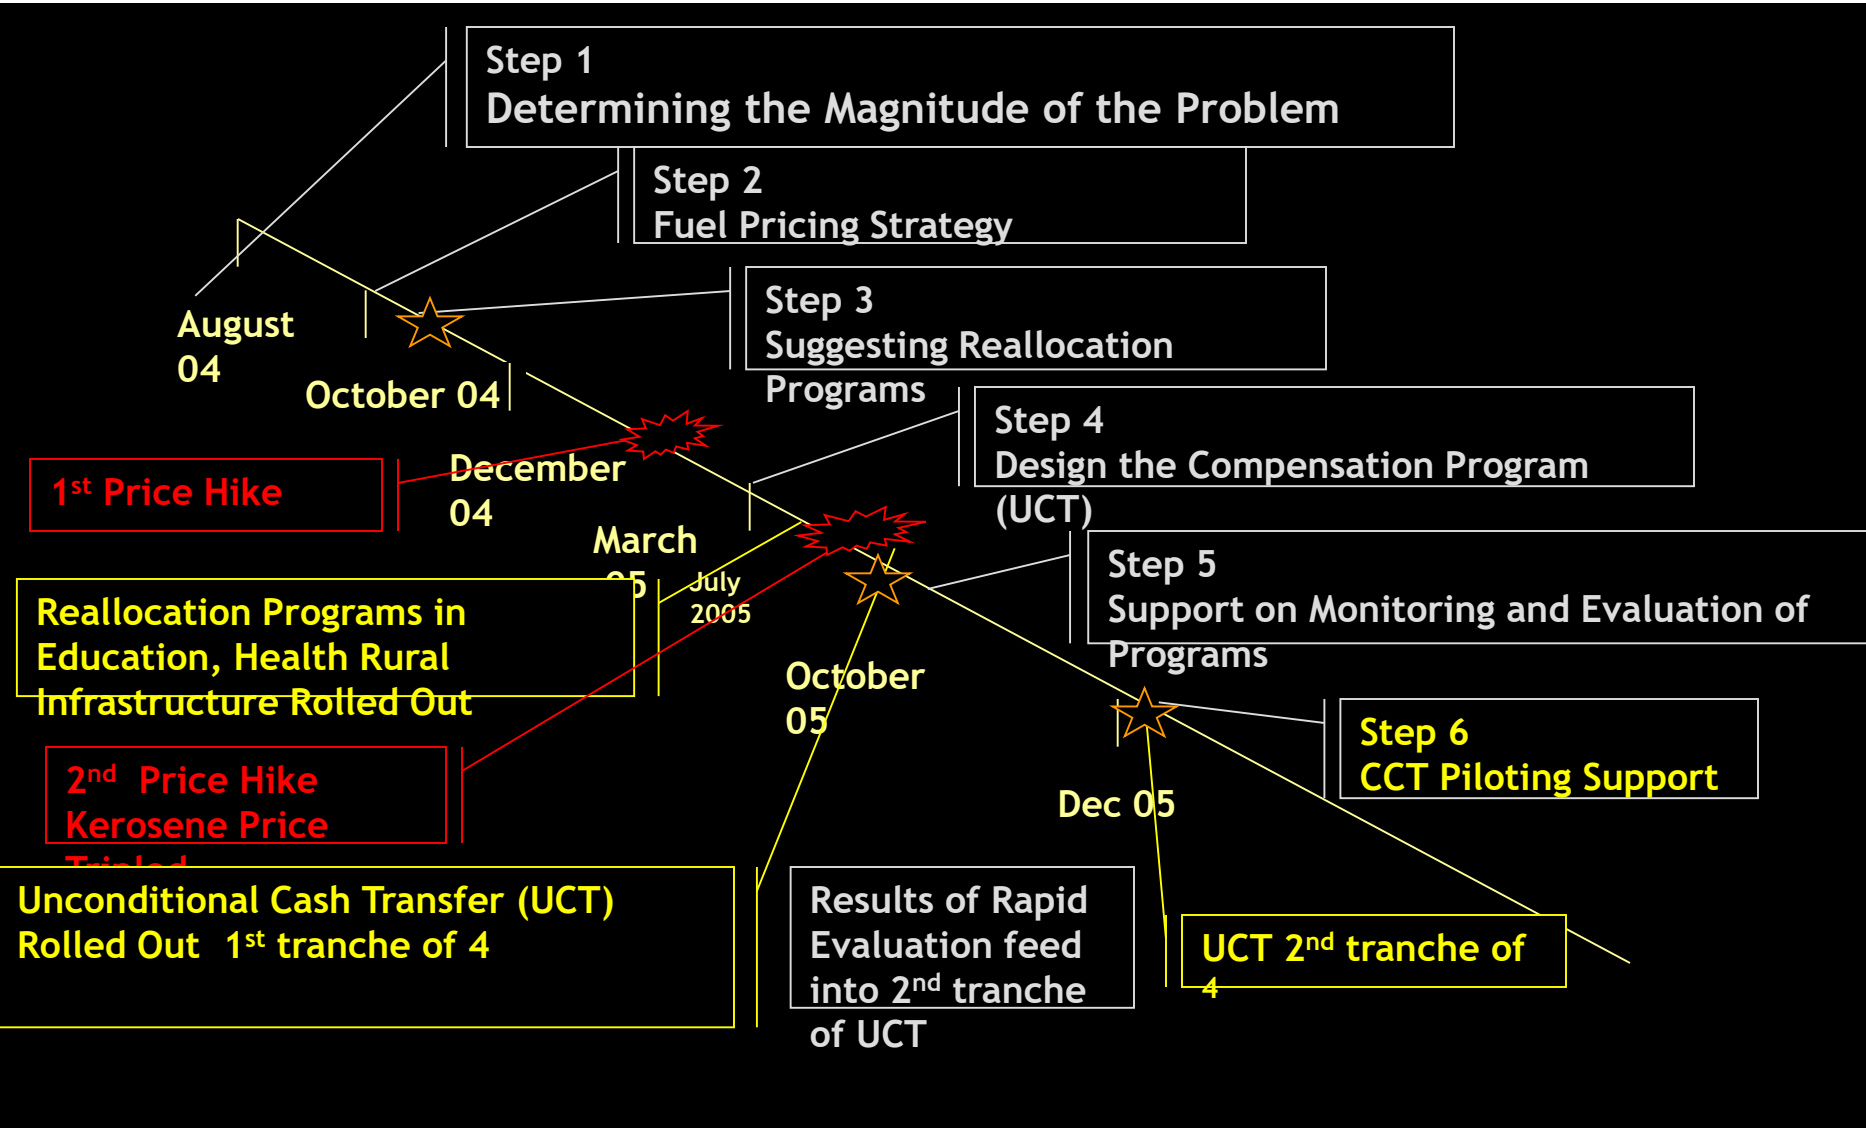 Step 1
Determining the Magnitude of the Problem
Step 2
Fuel Pricing Strategy
Step 3
Suggesting Reallocation
Programs
August
04
October 04
Step 4
Design the Compensation Program
(UCT)
December
04
1st Price Hike
March
05
July
2005
Step 5
Support on Monitoring and Evaluation of
Programs
Reallocation Programs in
Education, Health Rural
Infrastructure Rolled Out
October
05
Step 6
CCT Piloting Support
2nd Price Hike
Kerosene Price
Tripled
Dec 05
Unconditional Cash Transfer (UCT)
Rolled Out 1st tranche of 4
Results of Rapid
Evaluation feed
into 2nd tranche
of UCT
UCT 2nd tranche of
4